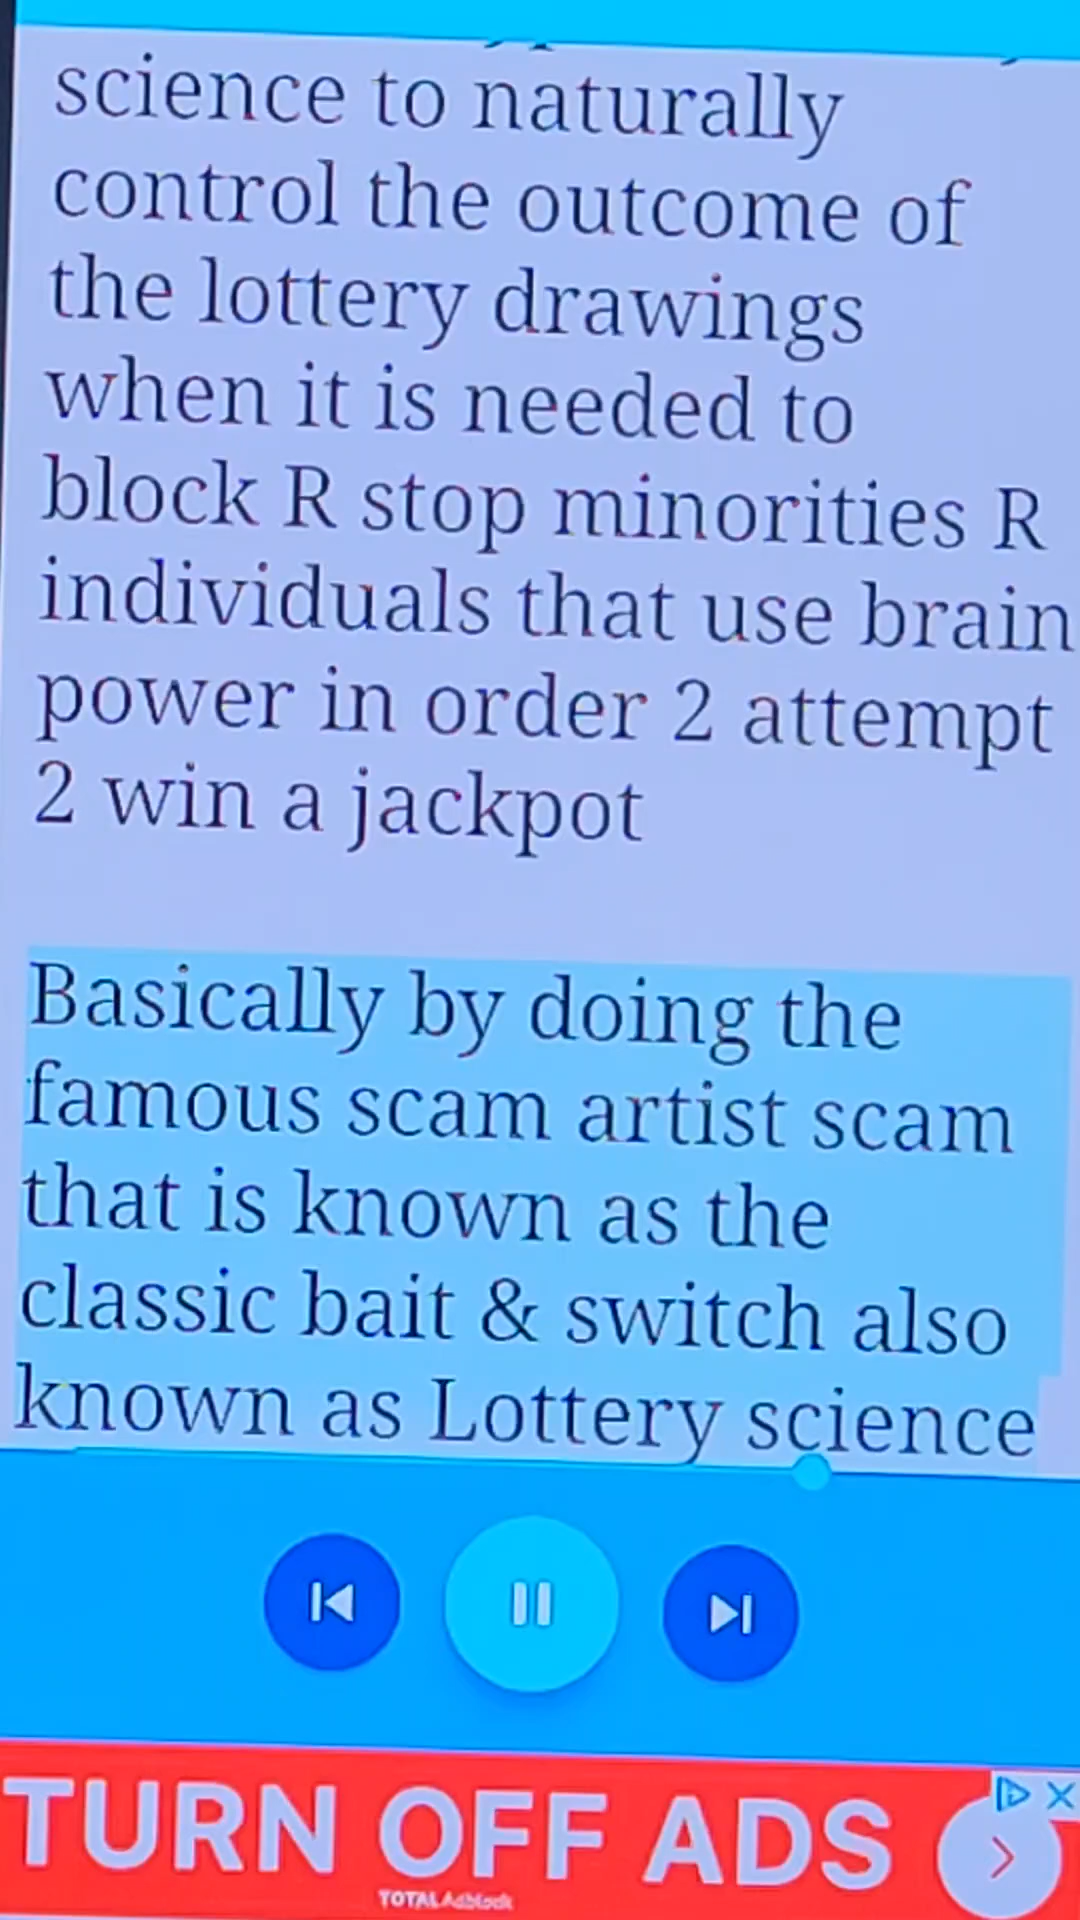 science to naturally
control the outcome of
the lottery drawings
when it is needed to
block R stop minorities R
individuals that use brain
power in order 2 attempt
2 win a jackpot
Basically by doing the
famous scam artist scam
that is known as the
classic bait & switch also
known as Lottery science
TURN OFF ADS
TOTAL Adblock